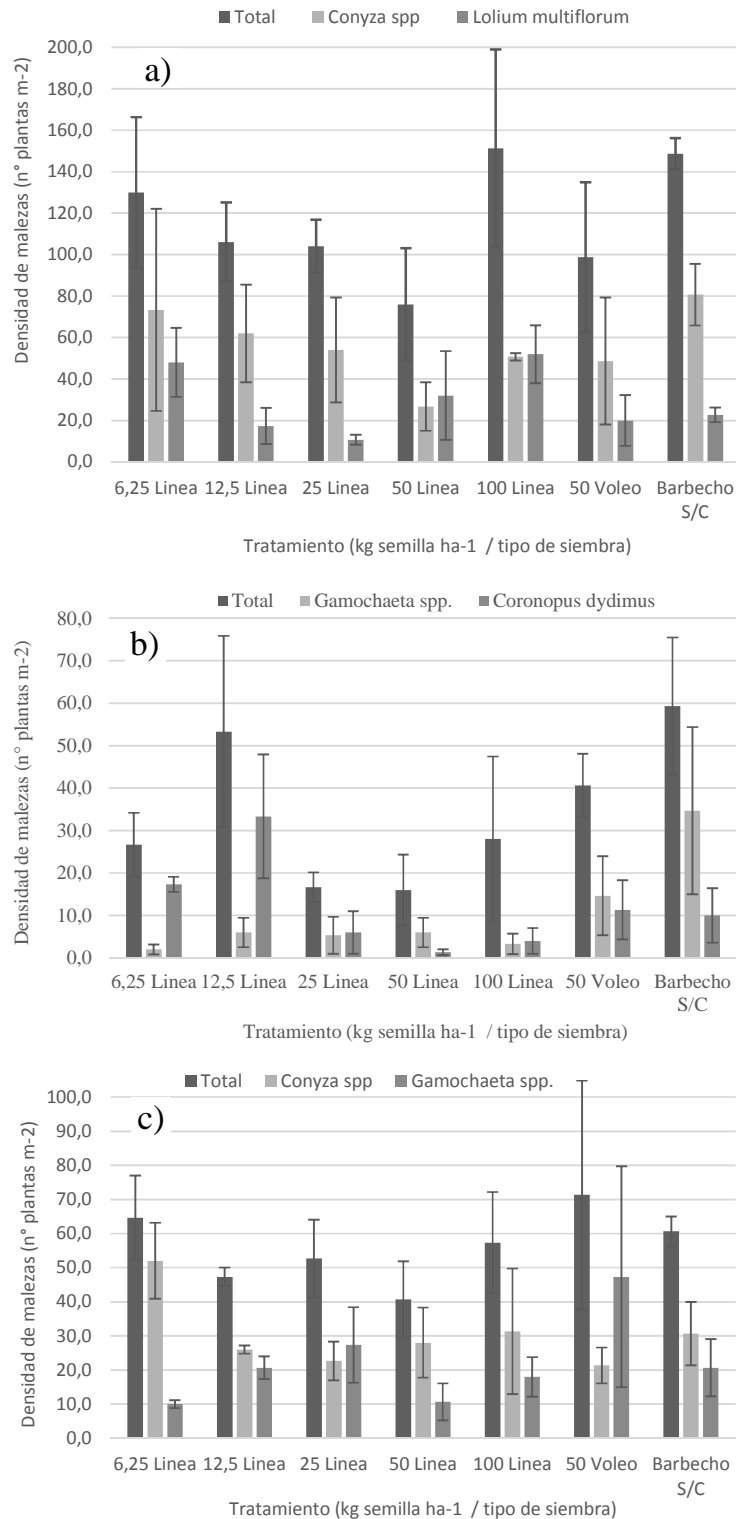 Total Conyza spp Lolium multiflorum
a)
Densidad de malezas (n° plantas m-2)
200,0
180,0
160,0
140,0
120,0
100,0
80,0
60,0
40,0
20,0
0,0
6,25 Linea 12,5 Linea 25 Linea 50 Linea 100 Linea 50 Voleo Barbecho
S/C
Tratamiento (kg semilla ha-1 / tipo de siembra)
Total Gamochaeta spp. Coronopus dydimus
b)
Densidad de malezas (n° plantas m-2)
80,0
70,0
60,0
50,0
40,0
30,0
20,0
10,0
0,0
6,25 Linea 12,5 Linea 25 Linea 50 Linea 100 Linea 50 Voleo Barbecho
S/C
Tratamiento (kg semilla ha-1 / tipo de siembra)
Total Conyza spp Gamochaeta spp.
c)
Densidad de malezas (n° plantas m-2)
100,0
90,0
80,0
70,0
60,0
50,0
40,0
30,0
20,0
10,0
0,0
6,25 Linea 12,5 Linea 25 Linea 50 Linea 100 Linea 50 Voleo Barbecho
S/C
Tratamiento (kg semilla ha-1 / tipo de siembra)